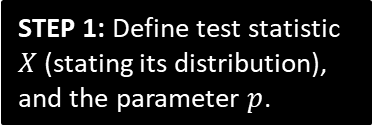 STEP 1: Define test statistic
X (stating its distribution),
and the parameter p.